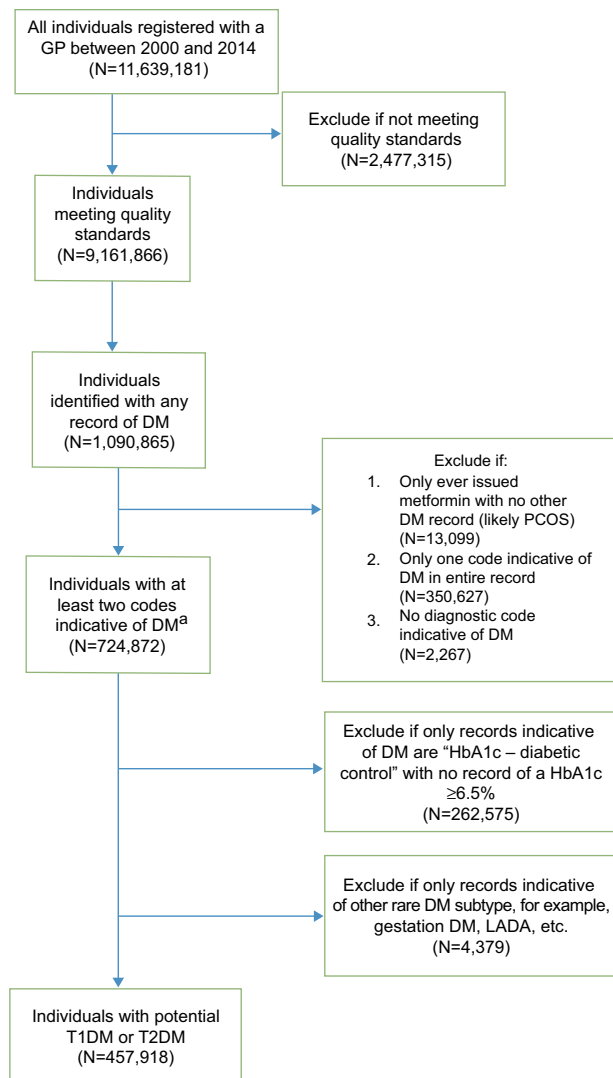 All individuals registered with a
GP between 2000 and 2014
(N=11,639,181)
Exclude if not meeting
quality standards
(N=2,477,315)
Individuals
meeting quality
standards
(N=9,161,866)
Individuals
identified with any
record of DM
(N=1,090,865)
Exclude if:
1. Only ever issued
metformin with no other
DM record (likely PCOS)
(N=13,099)
2. Only one code indicative of
DM in entire record
(N=350,627)
3. No diagnostic code
indicative of DM
(N=2,267)
Individuals with at
least two codes
indicative of DMa
(N=724,872)
Exclude if only records indicative
of DM are “HbA1c – diabetic
control” with no record of a HbA1c
≥6.5%
(N=262,575)
Exclude if only records indicative
of other rare DM subtype, for example,
gestation DM, LADA, etc.
(N=4,379)
Individuals with potential
T1DM or T2DM
(N=457,918)